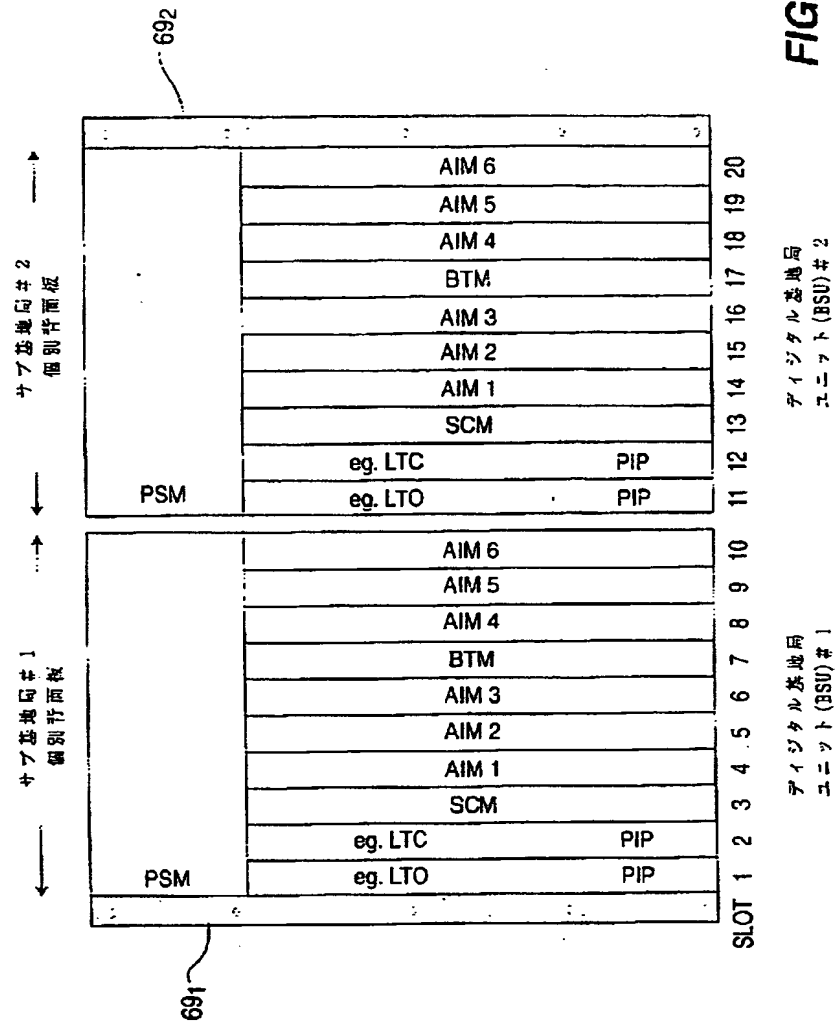 FIG
69₂
サブ基地局#2
個別背面板
PSM
AIM 6
AIM 5
AIM 4
BTM
AIM 3
AIM 2
AIM 1
SCM
eg. LTC PIP
eg. LTO PIP
20
19
18
17
16
15
14
13
12
11
ディジタル基地局
ユニット(BSU)#2
サブ基地局#1
個別背面板
PSM
AIM 6
AIM 5
AIM 4
BTM
AIM 3
AIM 2
AIM 1
SCM
eg. LTC PIP
eg. LTO PIP
10
9
8
7
6
5
4
3
2
SLOT 1
ディジタル基地局
ユニット(BSU)#1
69₁